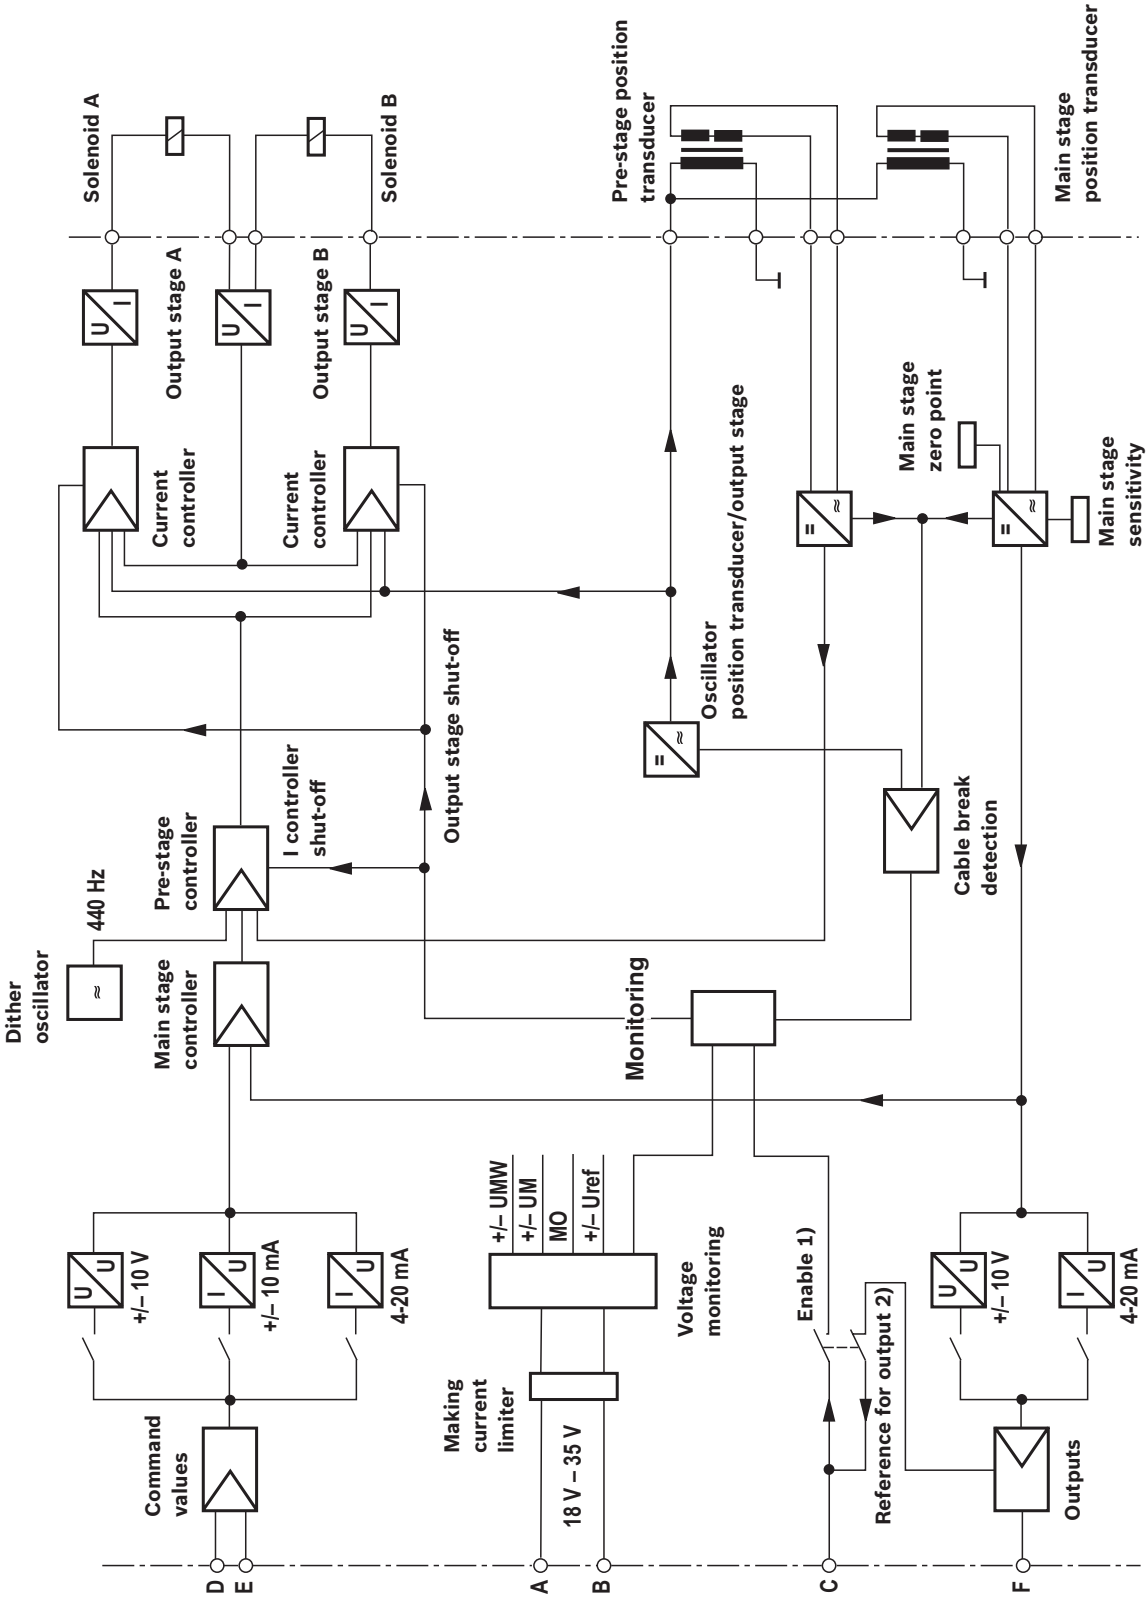 Dither
oscillator
440 Hz
Pre-stage
controller
Main stage
controller
Command
values
D
E
U
U
+/– 10 V
I
U
+/– 10 mA
I
U
4-20 mA
I controller
shut-off
Output stage shut-off
Current
controller
Current
controller
U
I
Output stage A
U
I
Output stage B
U
I
Solenoid A
Solenoid B
A
B
18 V – 35 V
Making
current
limiter
+/– UMW
+/– UM
MO
+/– Uref
Voltage
monitoring
Monitoring
Oscillator
position transducer/output stage
=
≈
Pre-stage position
transducer
=
≈
Cable break
detection
Main stage
zero point
=
≈
Main stage
sensitivity
Main stage
position transducer
C
Enable 1)
Reference for output 2)
F
Outputs
U
U
+/– 10 V
I
U
4-20 mA
≈